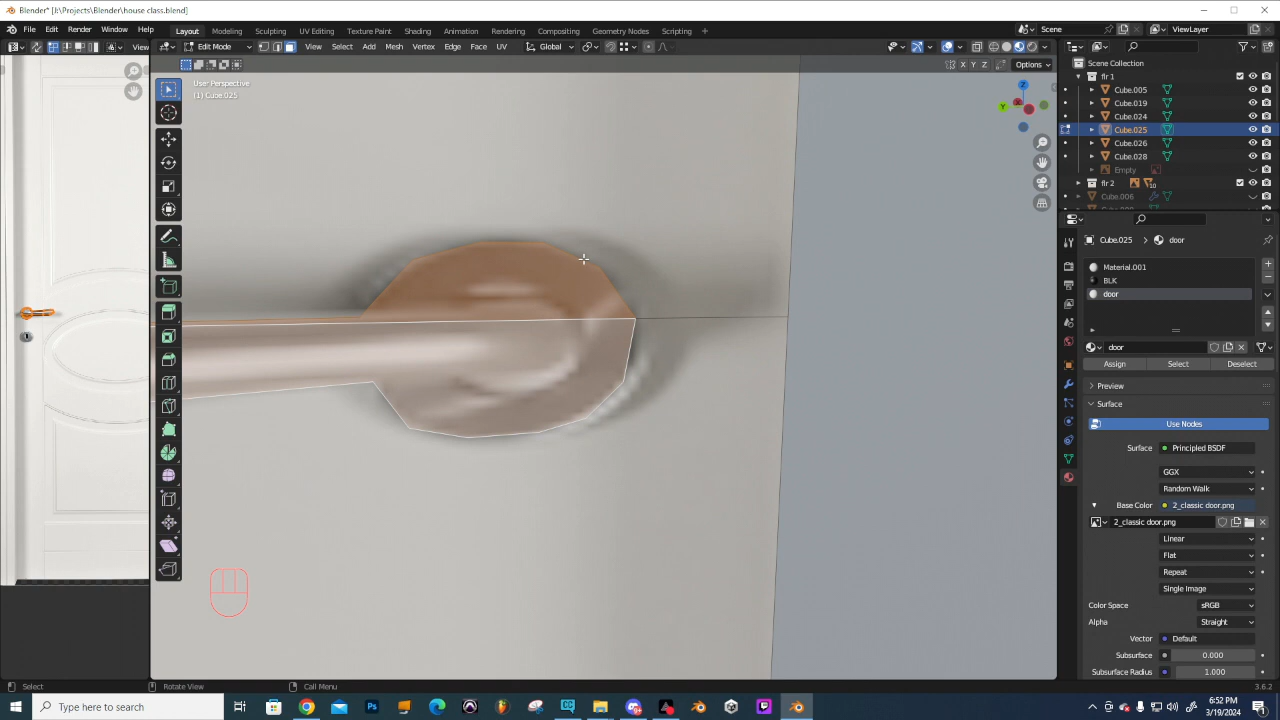 Blender* [J:\Projects\Blender\house class.blend]
File Edit Render Window Help Layout Modeling Sculpting UV Editing Texture Paint Shading Animation Rendering Compositing Geometry Nodes Scripting + Scene ViewLayer
View Edit Mode View Select Add Mesh Vertex Edge Face UV Global
X Y Z Options
User Perspective
(1) Cube.025
Z
Y
X
Scene Collection
flr 1
Cube.005
Cube.019
Cube.024
Cube.025
Cube.026
Cube.028
Empty
flr 2 10
Cube.006
Cube.025 > door
Material.001
BLK
door
door
Assign Select Deselect
Preview
Surface
Use Nodes
Surface Principled BSDF
GGX
Random Walk
Base Color 2_classic door.png
2_classic door.png
Linear
Flat
Repeat
Single Image
Color Space sRGB
Alpha Straight
Vector Default
Subsurface 0.000
Subsurface Radius 1.000
Select Rotate View Call Menu 3.6.2
Type here to search
6:52 PM
3/19/2024